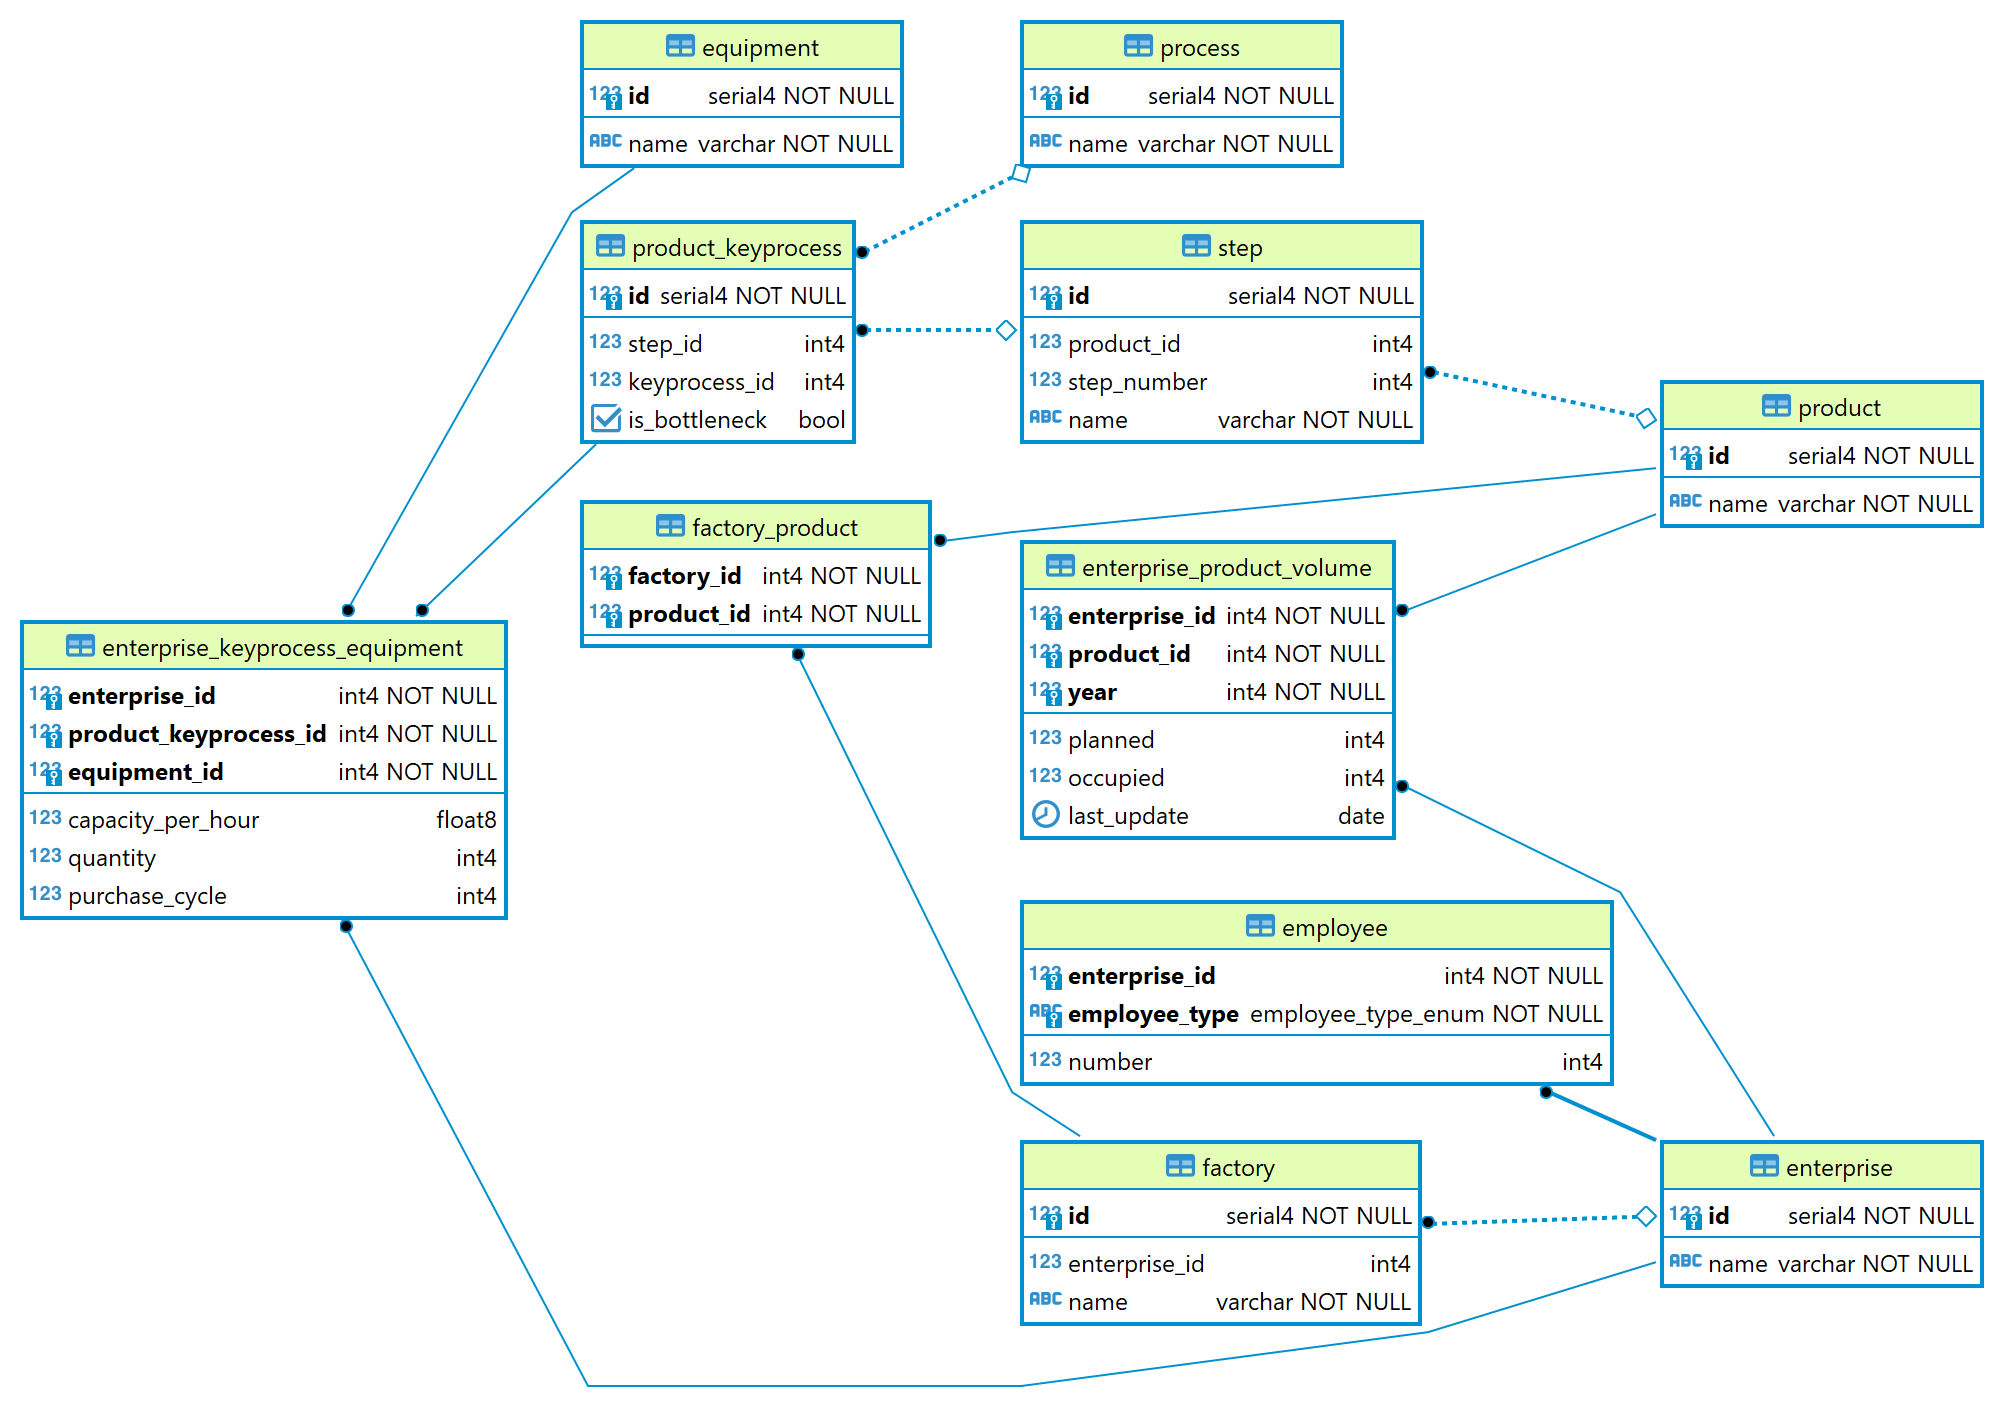 equipment
123 id serial4 NOT NULL
ABC name varchar NOT NULL
process
123 id serial4 NOT NULL
ABC name varchar NOT NULL
product_keyprocess
123 id serial4 NOT NULL
123 step_id int4
123 keyprocess_id int4
is_bottleneck bool
step
123 id serial4 NOT NULL
123 product_id int4
123 step_number int4
ABC name varchar NOT NULL
product
123 id serial4 NOT NULL
ABC name varchar NOT NULL
factory_product
123 factory_id int4 NOT NULL
123 product_id int4 NOT NULL
enterprise_product_volume
123 enterprise_id int4 NOT NULL
123 product_id int4 NOT NULL
123 year int4 NOT NULL
123 planned int4
123 occupied int4
last_update date
enterprise_keyprocess_equipment
123 enterprise_id int4 NOT NULL
123 product_keyprocess_id int4 NOT NULL
123 equipment_id int4 NOT NULL
123 capacity_per_hour float8
123 quantity int4
123 purchase_cycle int4
employee
123 enterprise_id int4 NOT NULL
ABC employee_type employee_type_enum NOT NULL
123 number int4
factory
123 id serial4 NOT NULL
123 enterprise_id int4
ABC name varchar NOT NULL
enterprise
123 id serial4 NOT NULL
ABC name varchar NOT NULL